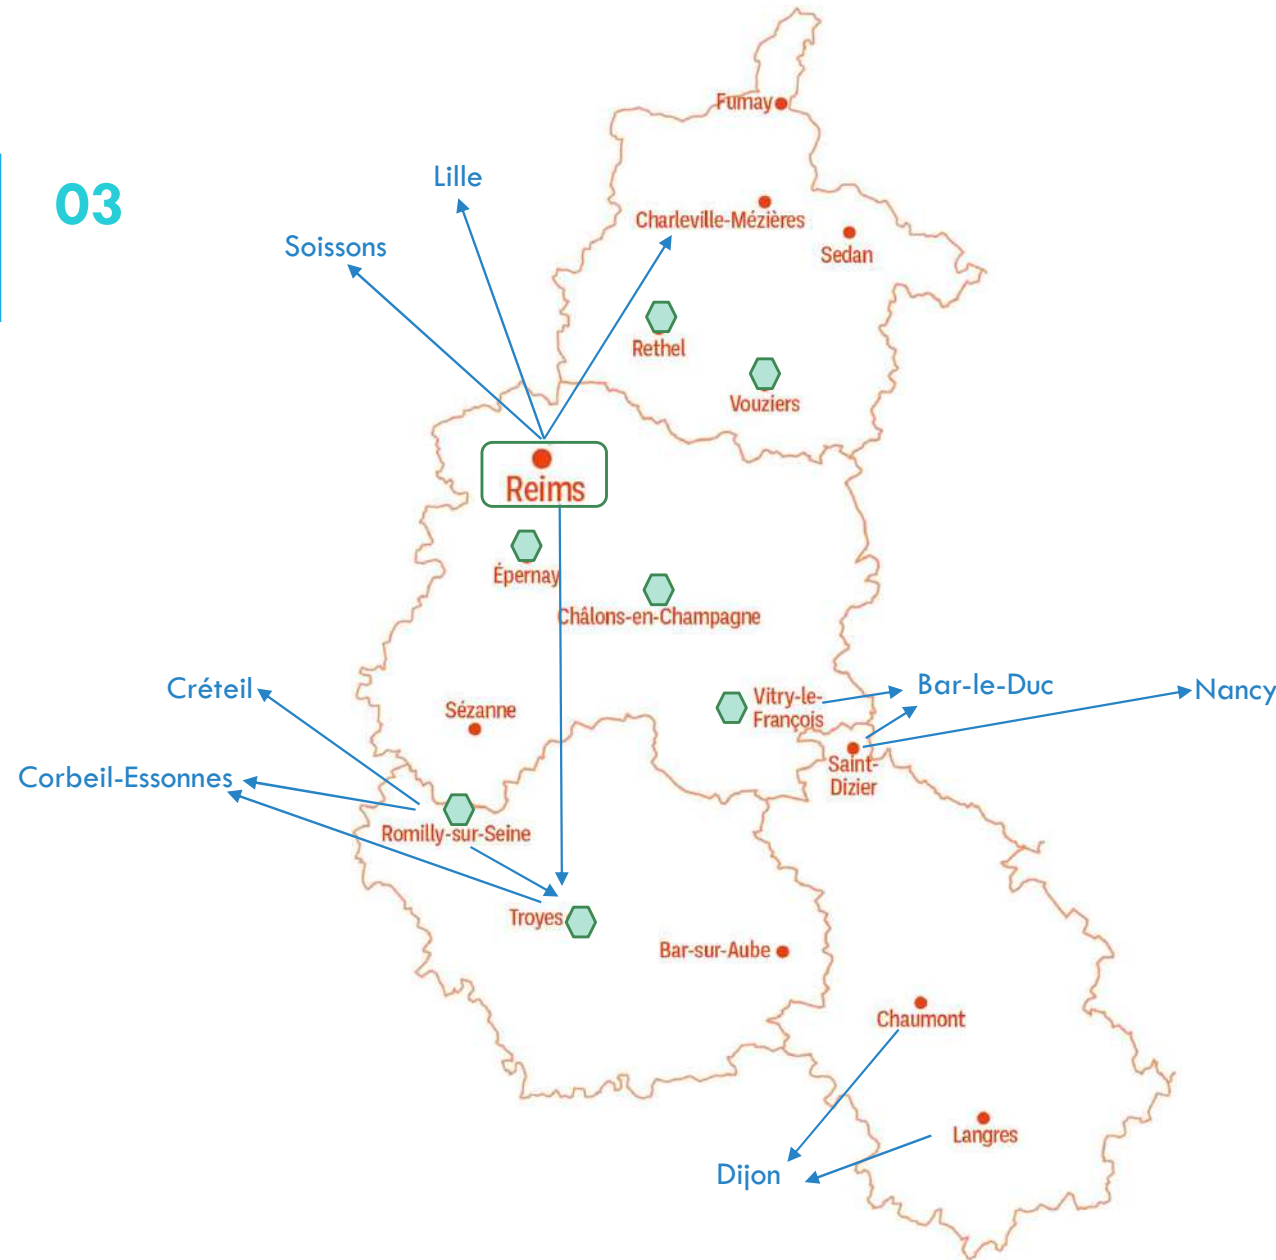 03
Fumay
Lille
Charleville-Mézières
Soissons
Sedan
Rethel
Vouziers
Reims
Épernay
Châlons-en-Champagne
Créteil
Bar-le-Duc
Nancy
Vitry-le-
François
Sézanne
Saint-
Dizier
Corbeil-Essonnes
Romilly-sur-Seine
Troyes
Bar-sur-Aube
Chaumont
Langres
Dijon